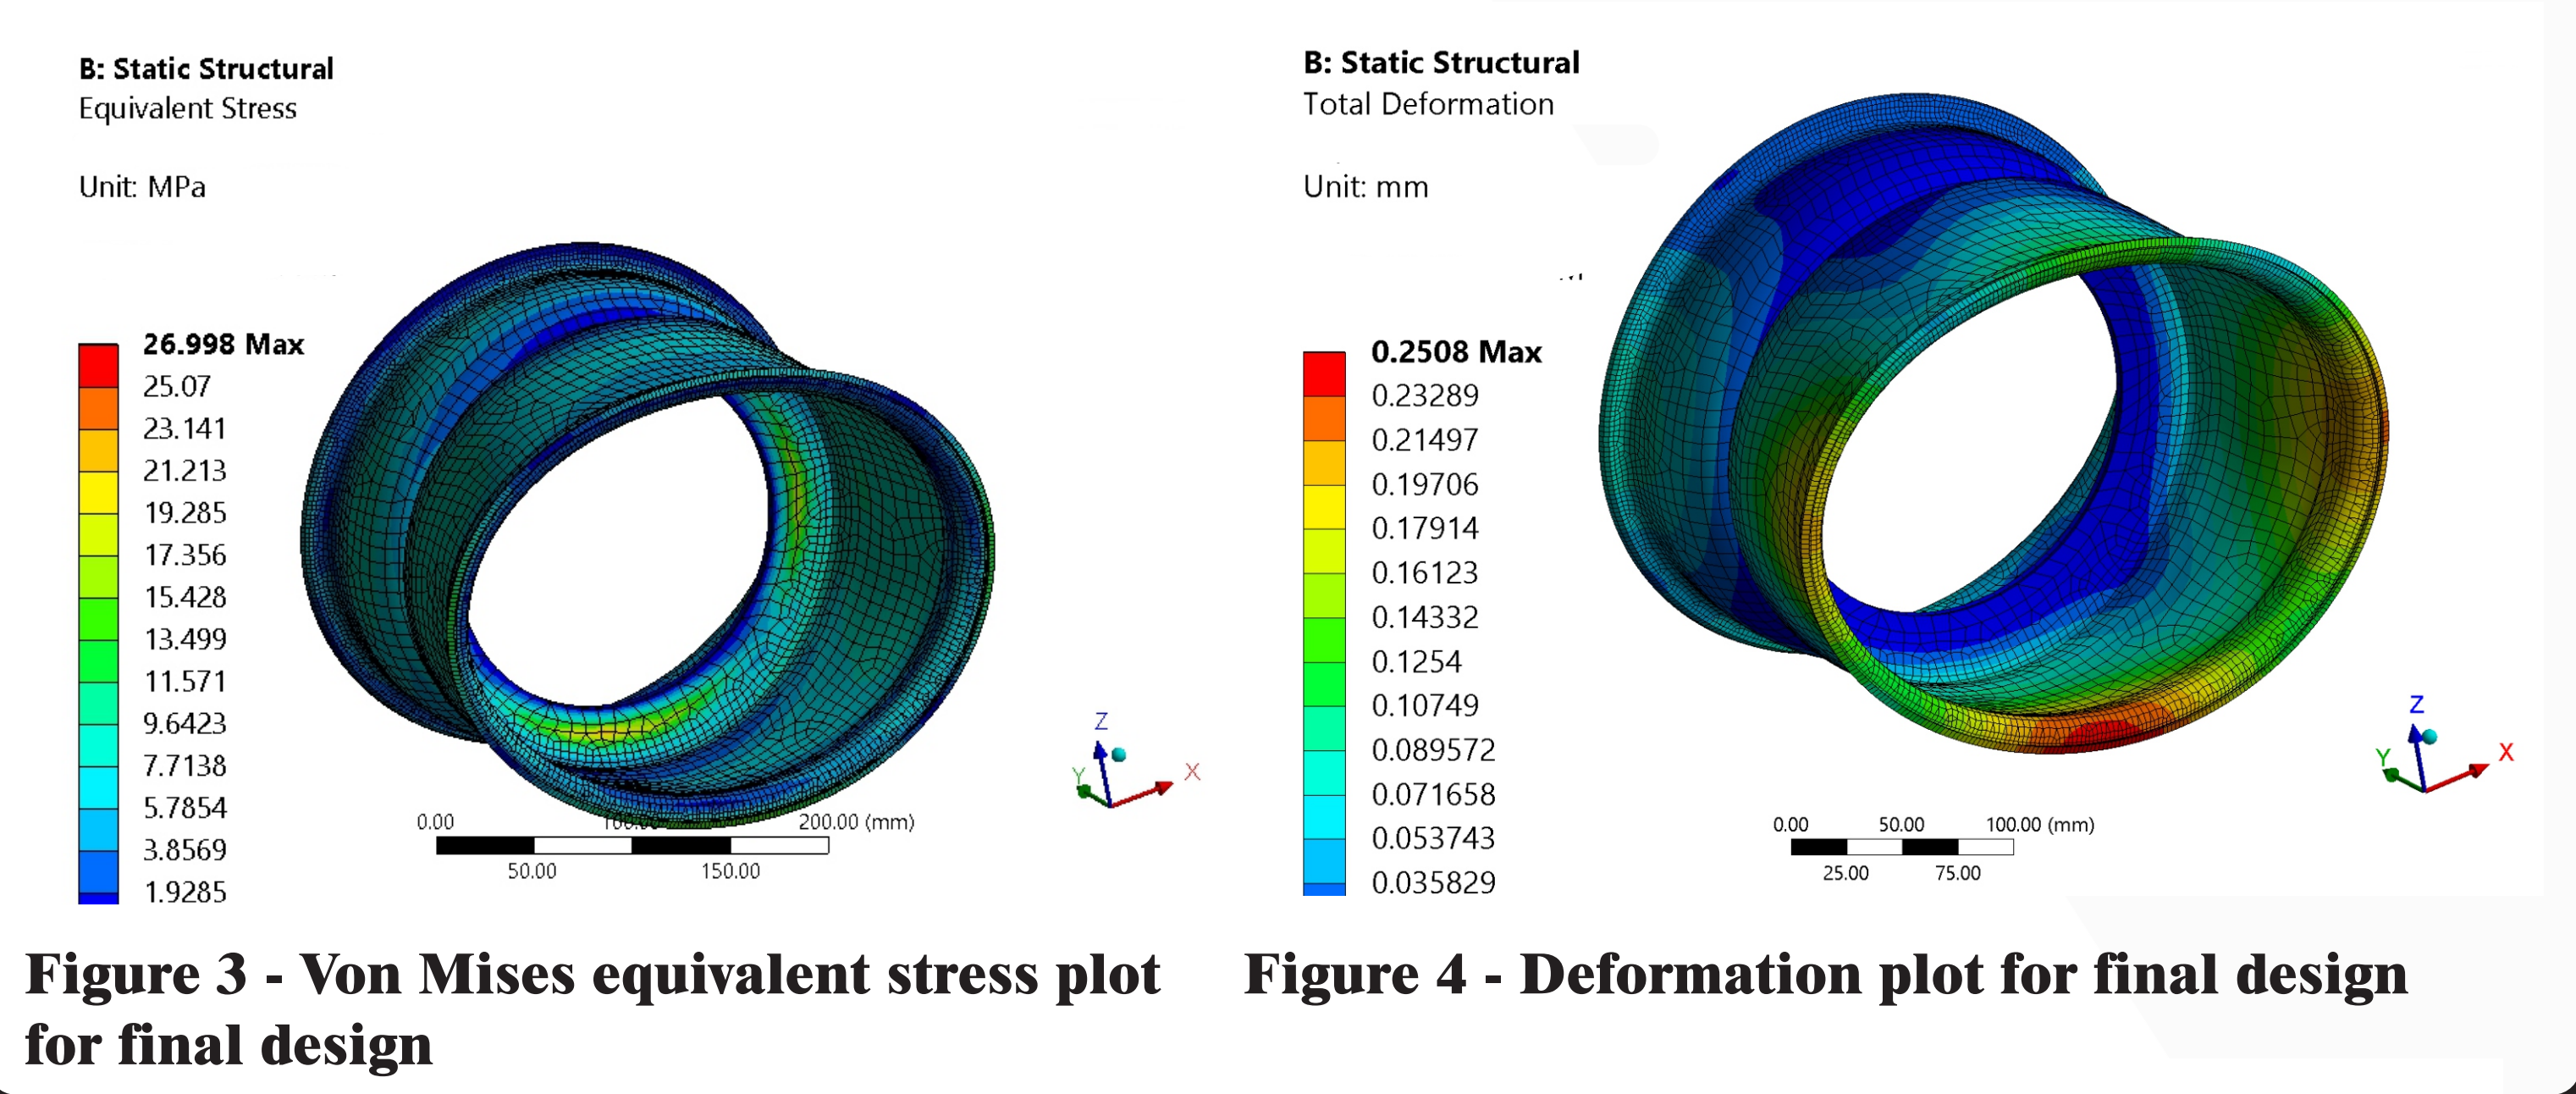 B: Static Structural
Equivalent Stress
Unit: MPa
26.998 Max
25.07
23.141
21.213
19.285
17.356
15.428
13.499
11.571
9.6423
7.7138
5.7854
3.8569
1.9285
0.00
200.00 (mm)
50.00
150.00
Z
Y
X
Figure 3 - Von Mises equivalent stress plot
for final design
B: Static Structural
Total Deformation
Unit: mm
0.2508 Max
0.23289
0.21497
0.19706
0.17914
0.16123
0.14332
0.1254
0.10749
0.089572
0.071658
0.053743
0.035829
0.00
50.00
100.00 (mm)
25.00
75.00
Z
Y
X
Figure 4 - Deformation plot for final design